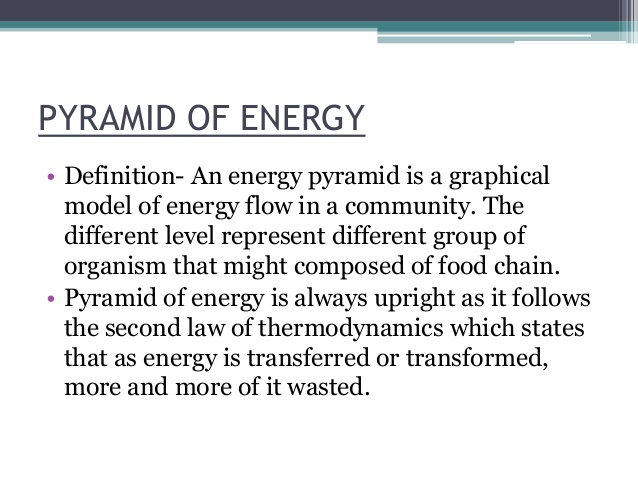 PYRAMID OF ENERGY
• Definition- An energy pyramid is a graphical
model of energy flow in a community. The
different level represent different group of
organism that might composed of food chain.
• Pyramid of energy is always upright as it follows
the second law of thermodynamics which states
that as energy is transferred or transformed,
more and more of it wasted.